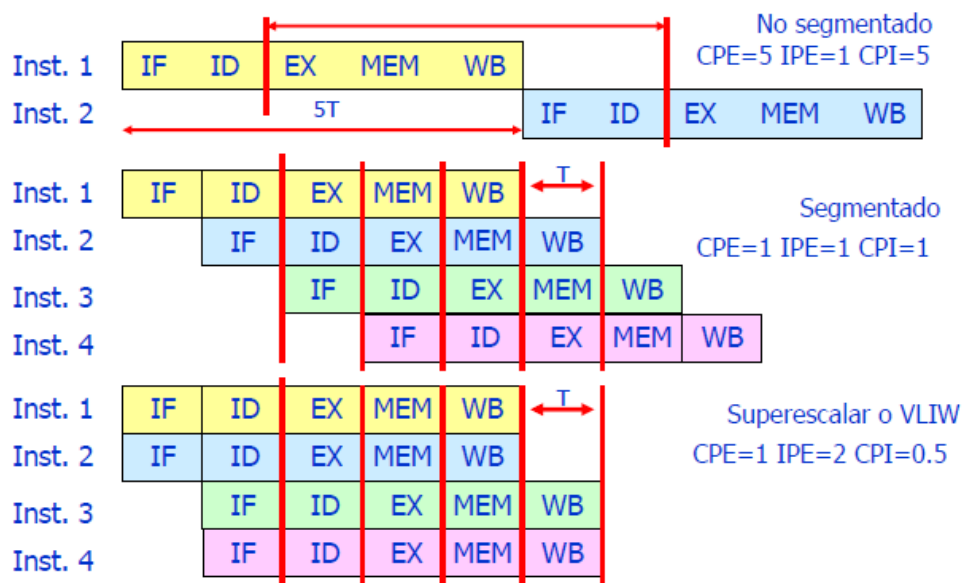 No segmentado
CPE=5 IPE=1 CPI=5
Inst. 1 IF ID EX MEM WB
Inst. 2 5T IF ID EX MEM WB
Inst. 1 IF ID EX MEM WB T
Segmentado
Inst. 2 IF ID EX MEM WB CPE=1 IPE=1 CPI=1
Inst. 3 IF ID EX MEM WB
Inst. 4 IF ID EX MEM WB
Inst. 1 IF ID EX MEM WB T
Superescalar o VLIW
Inst. 2 IF ID EX MEM WB CPE=1 IPE=2 CPI=0.5
Inst. 3 IF ID EX MEM WB
Inst. 4 IF ID EX MEM WB